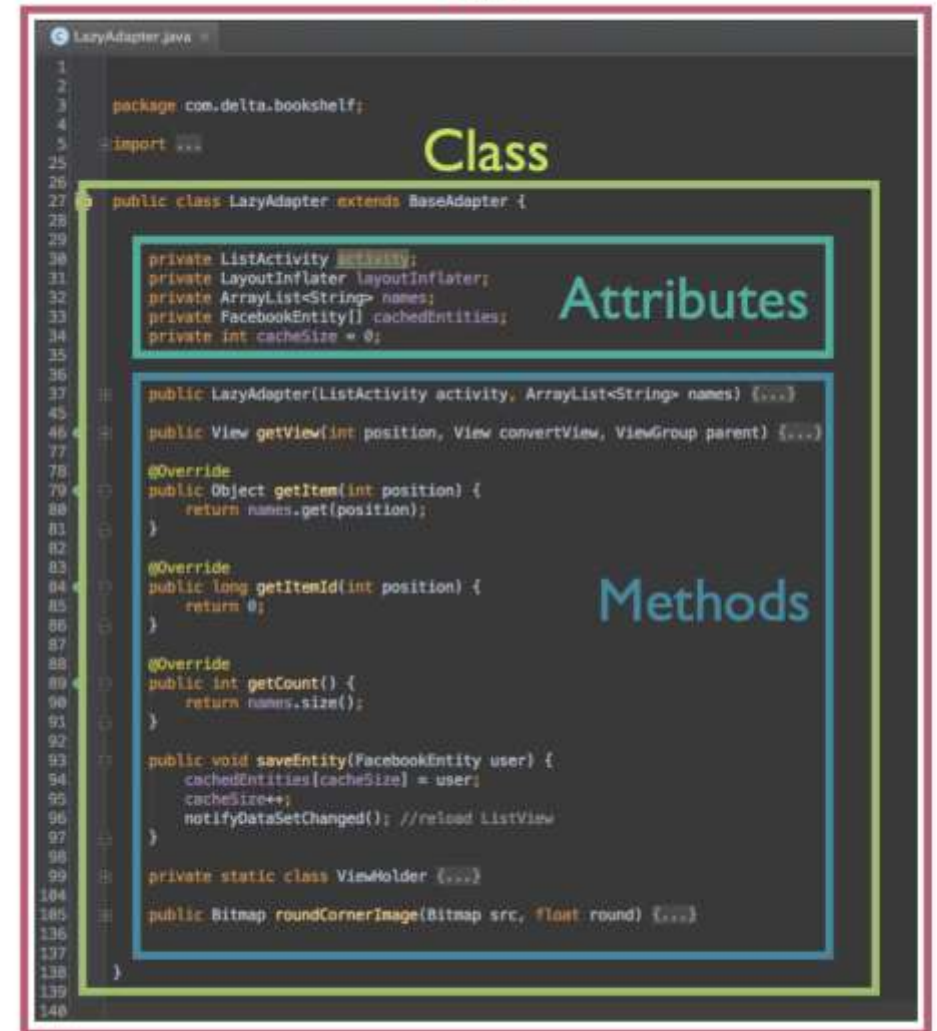 LazyAdapter.java
1
2
3 package com.delta.bookshelf;
4
5 import ...
25
Class
26
27 public class LazyAdapter extends BaseAdapter {
28
29
30 private ListActivity activity;
31 private LayoutInflater layoutInflater;
32 private ArrayList<String> names;
33 private FacebookEntity[] cachedEntities;
34 private int cacheSize = 0;
Attributes
35
36
37 public LazyAdapter(ListActivity activity, ArrayList<String> names) {...}
45
46 public View getView(int position, View convertView, ViewGroup parent) {...}
77
78 @Override
79 public Object getItem(int position) {
80 return names.get(position);
81 }
82
83 @Override
84 public long getItemId(int position) {
85 return 0;
86 }
Methods
87
88 @Override
89 public int getCount() {
90 return names.size();
91 }
92
93 public void saveEntity(FacebookEntity user) {
94 cachedEntities[cacheSize] = user;
95 cacheSize++;
96 notifyDataSetChanged(); //reload ListView
97 }
98
99 private static class ViewHolder {...}
104
105 public Bitmap roundCornerImage(Bitmap src, float round) {...}
136
137
138 }
139
140